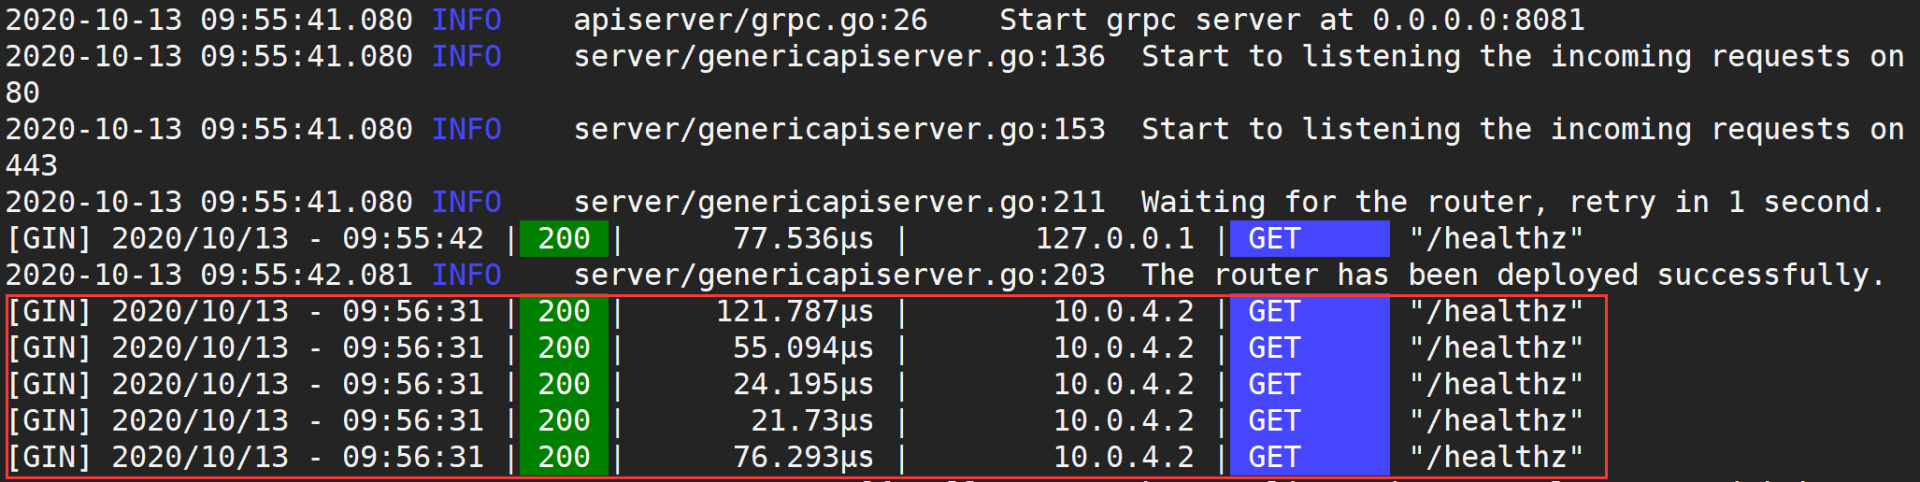 2020-10-13 09:55:41.080 INFO apiserver/grpc.go:26 Start grpc server at 0.0.0.0:8081
2020-10-13 09:55:41.080 INFO server/genericapiserver.go:136 Start to listening the incoming requests on
80
2020-10-13 09:55:41.080 INFO server/genericapiserver.go:153 Start to listening the incoming requests on
443
2020-10-13 09:55:41.080 INFO server/genericapiserver.go:211 Waiting for the router, retry in 1 second.
[GIN] 2020/10/13 - 09:55:42 | 200 | 77.536µs | 127.0.0.1 | GET "/healthz"
2020-10-13 09:55:42.081 INFO server/genericapiserver.go:203 The router has been deployed successfully.
[GIN] 2020/10/13 - 09:56:31 | 200 | 121.787µs | 10.0.4.2 | GET "/healthz"
[GIN] 2020/10/13 - 09:56:31 | 200 | 55.094µs | 10.0.4.2 | GET "/healthz"
[GIN] 2020/10/13 - 09:56:31 | 200 | 24.195µs | 10.0.4.2 | GET "/healthz"
[GIN] 2020/10/13 - 09:56:31 | 200 | 21.73µs | 10.0.4.2 | GET "/healthz"
[GIN] 2020/10/13 - 09:56:31 | 200 | 76.293µs | 10.0.4.2 | GET "/healthz"